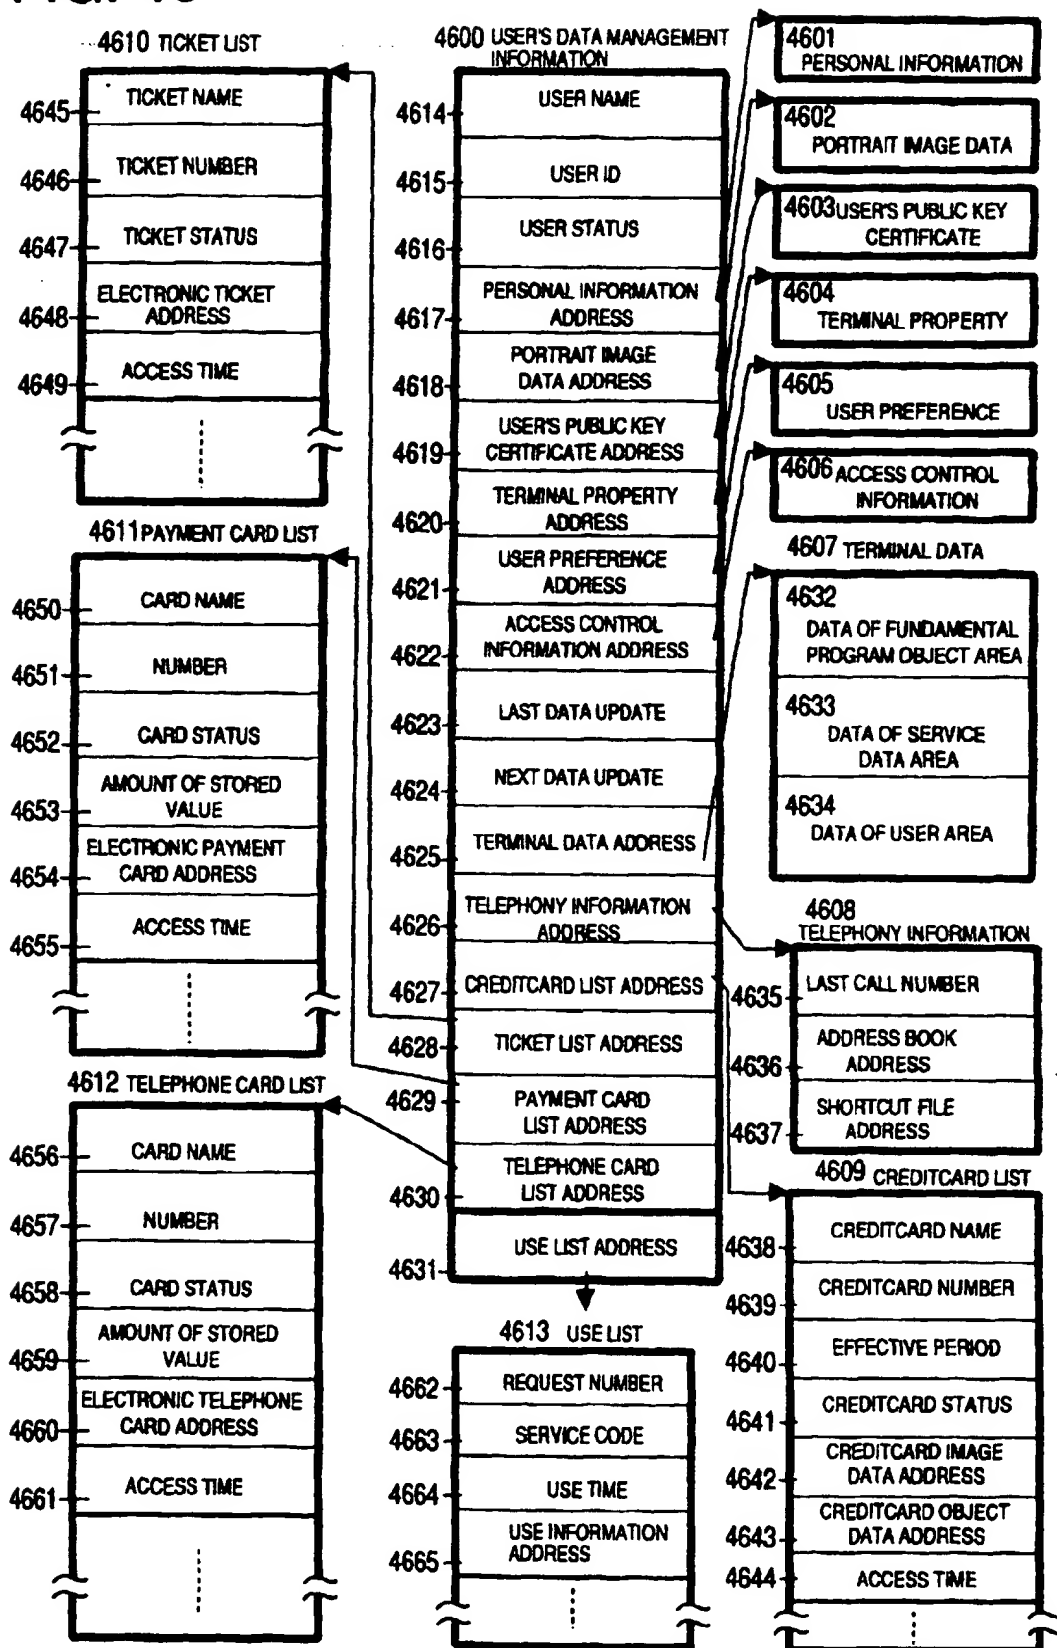 4610 TICKET LIST
4645 TICKET NAME
4646 TICKET NUMBER
4647 TICKET STATUS
4648 ELECTRONIC TICKET
ADDRESS
4649 ACCESS TIME
4611 PAYMENT CARD LIST
4650 CARD NAME
4651 NUMBER
4652 CARD STATUS
4653 AMOUNT OF STORED
VALUE
4654 ELECTRONIC PAYMENT
CARD ADDRESS
4655 ACCESS TIME
4612 TELEPHONE CARD LIST
4656 CARD NAME
4657 NUMBER
4658 CARD STATUS
4659 AMOUNT OF STORED
VALUE
4660 ELECTRONIC TELEPHONE
CARD ADDRESS
4661 ACCESS TIME
4600 USER'S DATA MANAGEMENT
INFORMATION
4614 USER NAME
4615 USER ID
4616 USER STATUS
4617 PERSONAL INFORMATION
ADDRESS
4618 PORTRAIT IMAGE
DATA ADDRESS
4619 USER'S PUBLIC KEY
CERTIFICATE ADDRESS
4620 TERMINAL PROPERTY
ADDRESS
4621 USER PREFERENCE
ADDRESS
4622 ACCESS CONTROL
INFORMATION ADDRESS
4623 LAST DATA UPDATE
4624 NEXT DATA UPDATE
4625 TERMINAL DATA ADDRESS
4626 TELEPHONY INFORMATION
ADDRESS
4627 CREDITCARD LIST ADDRESS
4628 TICKET LIST ADDRESS
4629 PAYMENT CARD
LIST ADDRESS
4630 TELEPHONE CARD
LIST ADDRESS
4631 USE LIST ADDRESS
4613 USE LIST
4662 REQUEST NUMBER
4663 SERVICE CODE
4664 USE TIME
4665 USE INFORMATION
ADDRESS
4601
PERSONAL INFORMATION
4602
PORTRAIT IMAGE DATA
4603 USER'S PUBLIC KEY
CERTIFICATE
4604
TERMINAL PROPERTY
4605
USER PREFERENCE
4606 ACCESS CONTROL
INFORMATION
4607 TERMINAL DATA
4632
DATA OF FUNDAMENTAL
PROGRAM OBJECT AREA
4633
DATA OF SERVICE
DATA AREA
4634
DATA OF USER AREA
4608
TELEPHONY INFORMATION
4635 LAST CALL NUMBER
4636 ADDRESS BOOK
ADDRESS
4637 SHORTCUT FILE
ADDRESS
4609 CREDITCARD LIST
4638 CREDITCARD NAME
4639 CREDITCARD NUMBER
4640 EFFECTIVE PERIOD
4641 CREDITCARD STATUS
4642 CREDITCARD IMAGE
DATA ADDRESS
4643 CREDITCARD OBJECT
DATA ADDRESS
4644 ACCESS TIME